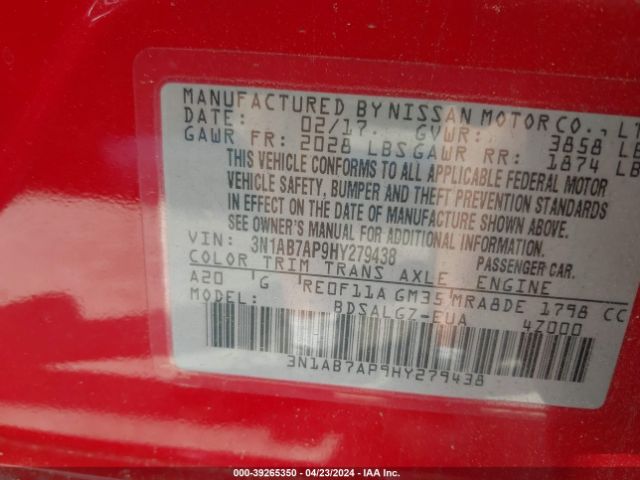 MANUFACTURED BY NISSAN MOTOR CO., LT
DATE: 02/17. GVWR: 3858 LB
GAWR FR: 2028 LBS GAWR RR: 1874 LB
THIS VEHICLE CONFORMS TO ALL APPLICABLE FEDERAL MOTOR
VEHICLE SAFETY, BUMPER AND THEFT PREVENTION STANDARDS
IN EFFECT ON THE DATE OF MANUFACTURE SHOWN ABOVE.
SEE OWNER'S MANUAL FOR ADDITIONAL INFORMATION.
VIN: 3N1AB7AP9HY279438 PASSENGER CAR.
COLOR TRIM TRANS AXLE ENGINE
A20 'G 'RE0F11A GM35 MRA8DE 1798 CC
MODEL: BDSALGZ-EUA 47000
3N1AB7AP9HY279438
000-39265350 - 04/23/2024 - IAA Inc.